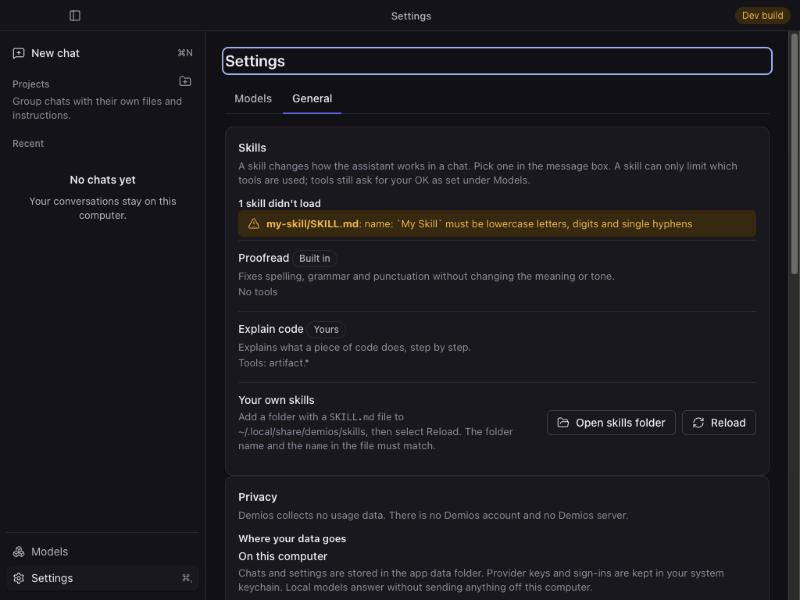 Settings
Dev build
New chat
⌘N
Projects
Group chats with their own files and
instructions.
Recent
No chats yet
Your conversations stay on this
computer.
Models
Settings
⌘,
Settings
Models
General
Skills
A skill changes how the assistant works in a chat. Pick one in the message box. A skill can only limit which
tools are used; tools still ask for your OK as set under Models.
1 skill didn't load
my-skill/SKILL.md: name: `My Skill` must be lowercase letters, digits and single hyphens
Proofread Built in
Fixes spelling, grammar and punctuation without changing the meaning or tone.
No tools
Explain code Yours
Explains what a piece of code does, step by step.
Tools: artifact.*
Your own skills
Add a folder with a SKILL.md file to
~/.local/share/demios/skills, then select Reload. The folder
name and the name in the file must match.
Open skills folder
Reload
Privacy
Demios collects no usage data. There is no Demios account and no Demios server.
Where your data goes
On this computer
Chats and settings are stored in the app data folder. Provider keys and sign-ins are kept in your system
keychain. Local models answer without sending anything off this computer.